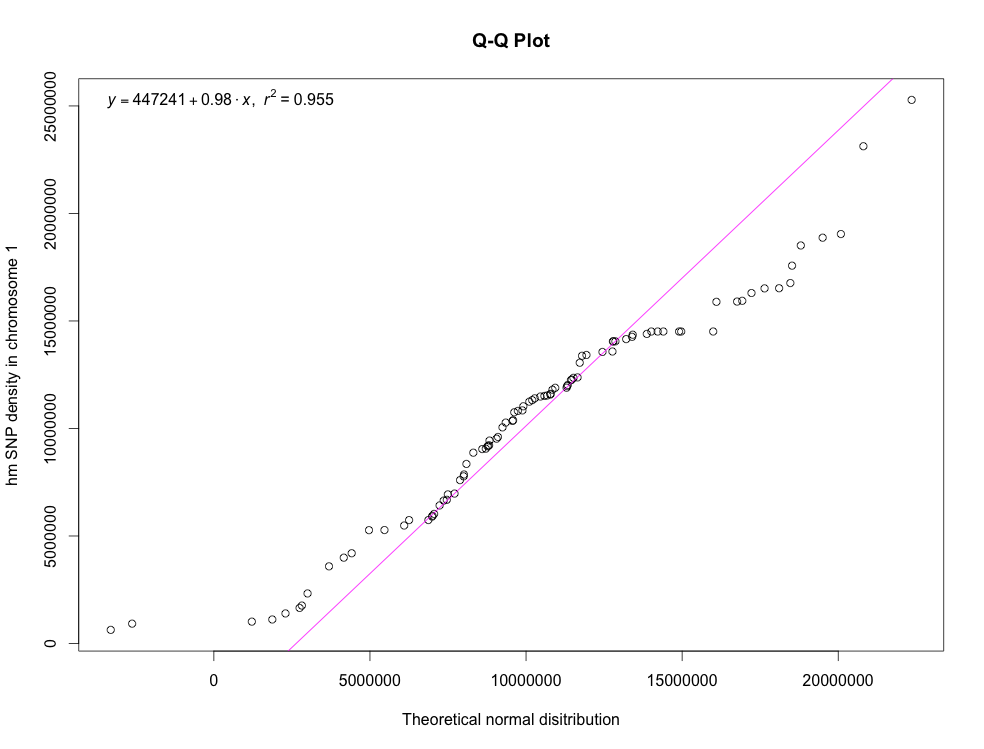 Q-Q Plot
y = 447241 + 0.98 · x, r² = 0.955
25000000
20000000
15000000
10000000
5000000
0
hm SNP density in chromosome 1
0 5000000 10000000 15000000 20000000
Theoretical normal disitribution